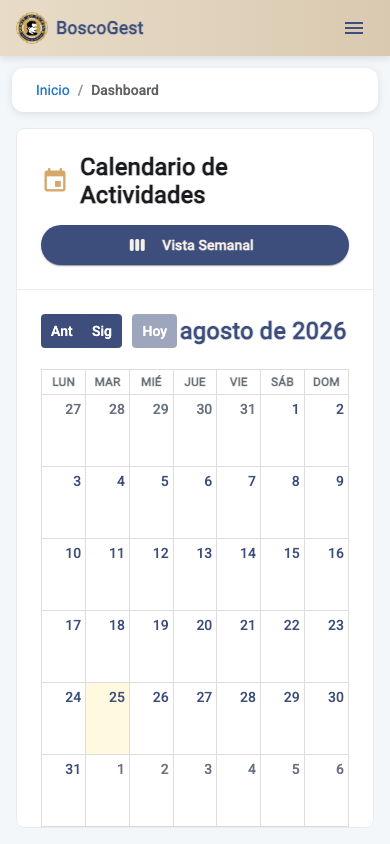 BoscoGest
Inicio / Dashboard
Calendario de
Actividades
Vista Semanal
Ant Sig Hoy agosto de 2026
LUN MAR MIÉ JUE VIE SÁB DOM
27 28 29 30 31 1 2
3 4 5 6 7 8 9
10 11 12 13 14 15 16
17 18 19 20 21 22 23
24 25 26 27 28 29 30
31 1 2 3 4 5 6